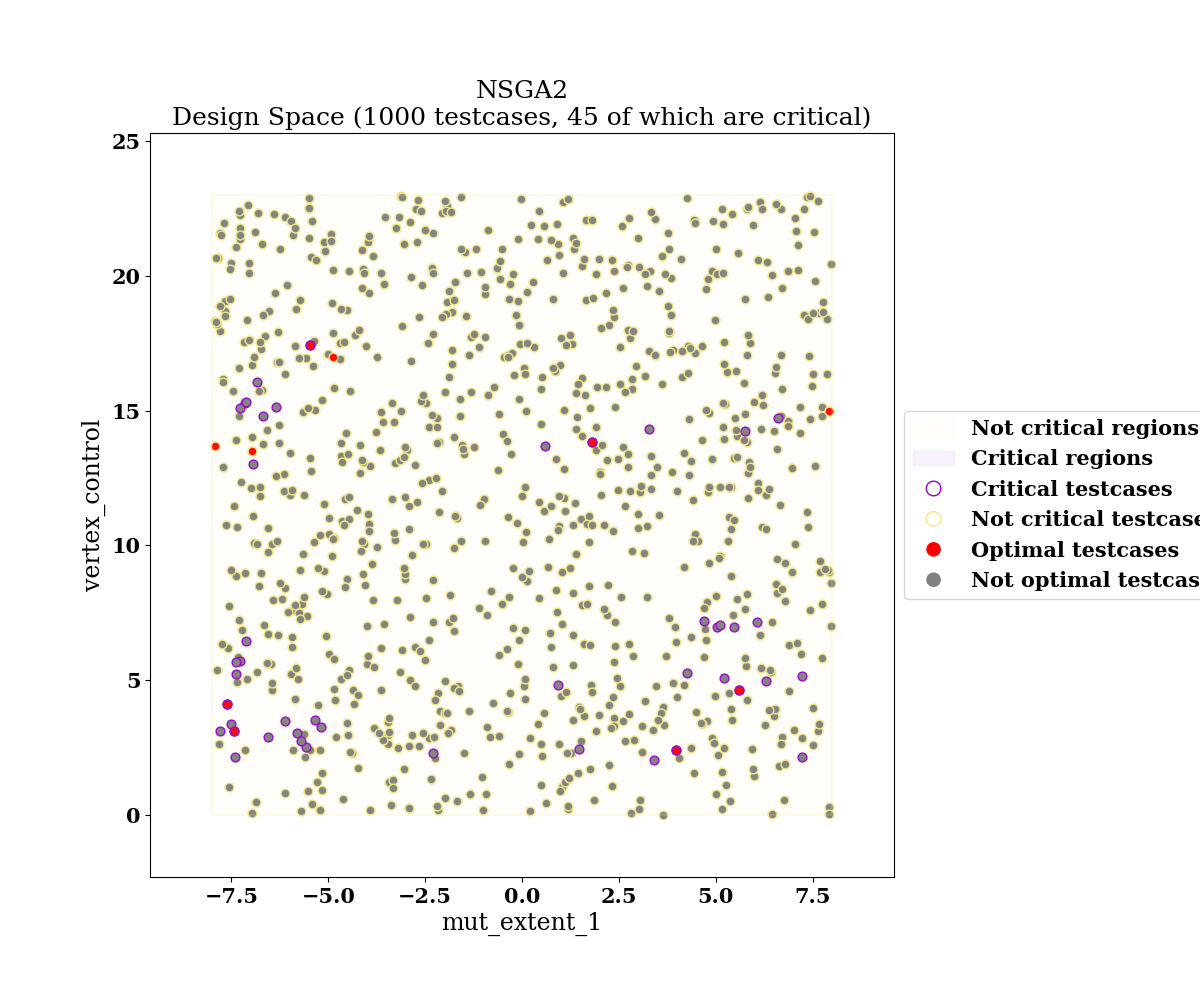 NSGA2
Design Space (1000 testcases, 45 of which are critical)
25
20
15
10
5
0
vertex_control
−7.5 −5.0 −2.5 0.0 2.5 5.0 7.5
mut_extent_1
Not critical regions
Critical regions
Critical testcases
Not critical testcase
Optimal testcases
Not optimal testcas